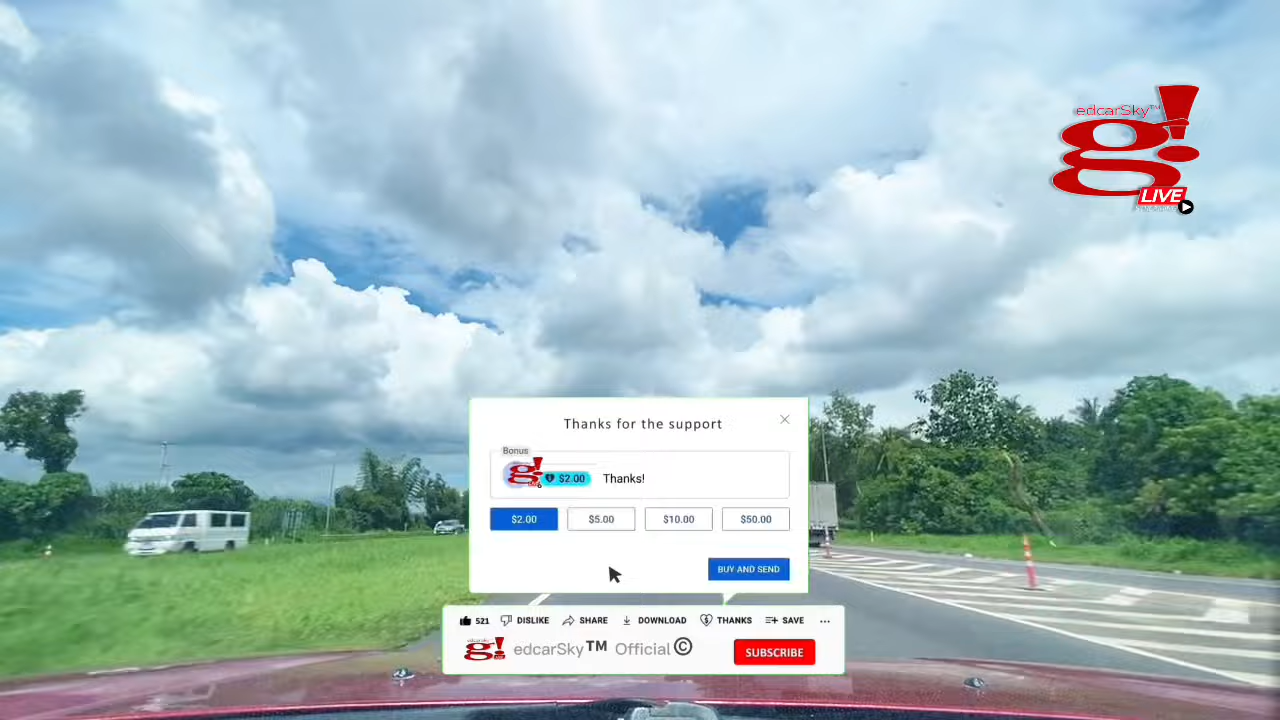 edcarSky™
g!
LIVE
Thanks for the support
Bonus
g! $2.00 Thanks!
$2.00 $5.00 $10.00 $50.00
BUY AND SEND
521 DISLIKE SHARE DOWNLOAD THANKS SAVE
g! edcarSky™ Official © SUBSCRIBE